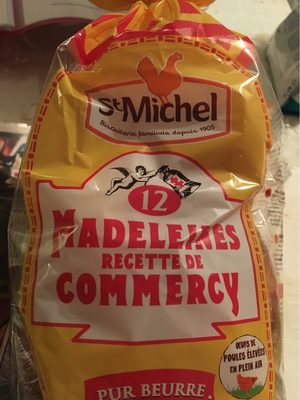 St Michel
Biscuiterie familiale depuis 1905
12
MADELEINES
RECETTE DE
COMMERCY
OEUFS DE
POULES ÉLEVÉES
EN PLEIN AIR
PUR BEURRE